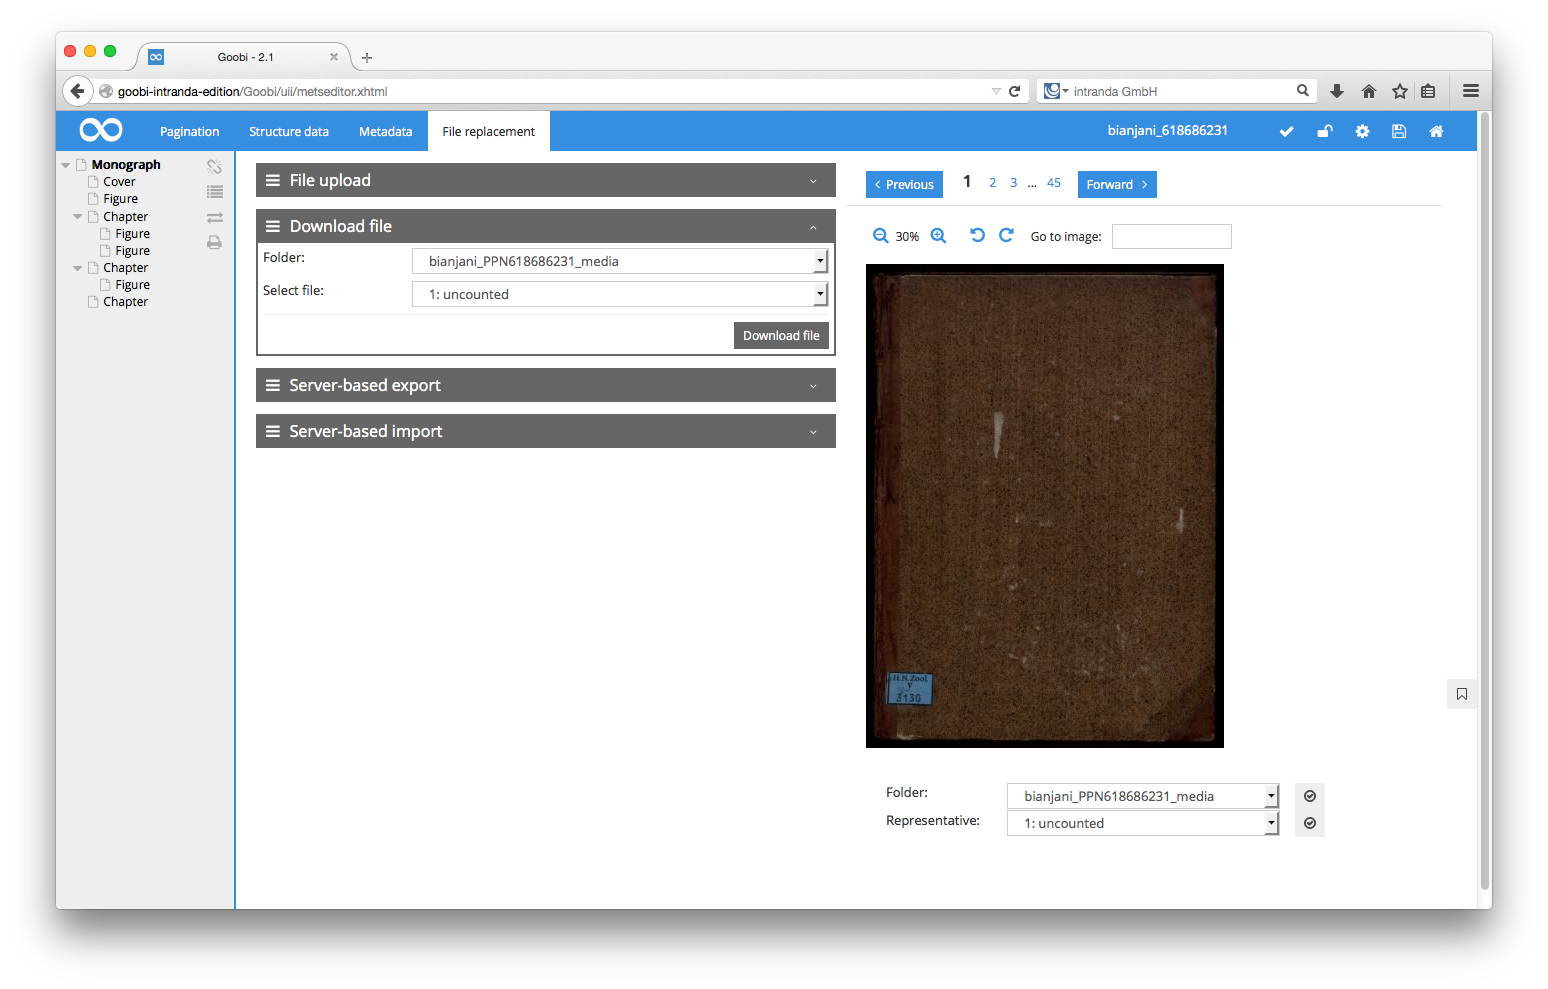 Goobi - 2.1
goobi-intranda-edition/Goobi/uii/metseditor.xhtml
intranda GmbH
Pagination
Structure data
Metadata
File replacement
bianjani_618686231
Monograph
Cover
Figure
Chapter
Figure
Figure
Chapter
Figure
Chapter
File upload
Download file
Folder:
bianjani_PPN618686231_media
Select file:
1: uncounted
Download file
Server-based export
Server-based import
Previous 1 2 3 ... 45 Forward
30% Go to image:
H.N.Zool.
V
3130
Folder:
bianjani_PPN618686231_media
Representative:
1: uncounted